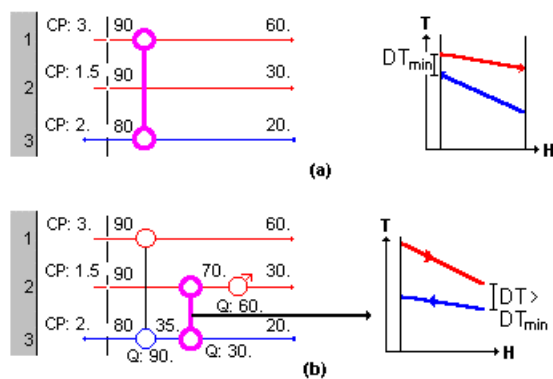 CP: 3. 90 60. T
1
DTmin
CP: 1.5 90 30.
2
CP: 2. 80 20.
3
H
(a)
CP: 3. 90 60. T
1
CP: 1.5 90 70. 30.
2
DT >
DTmin
Q: 60.
CP: 2. 80 35. 20.
3
Q: 90. Q: 30.
H
(b)